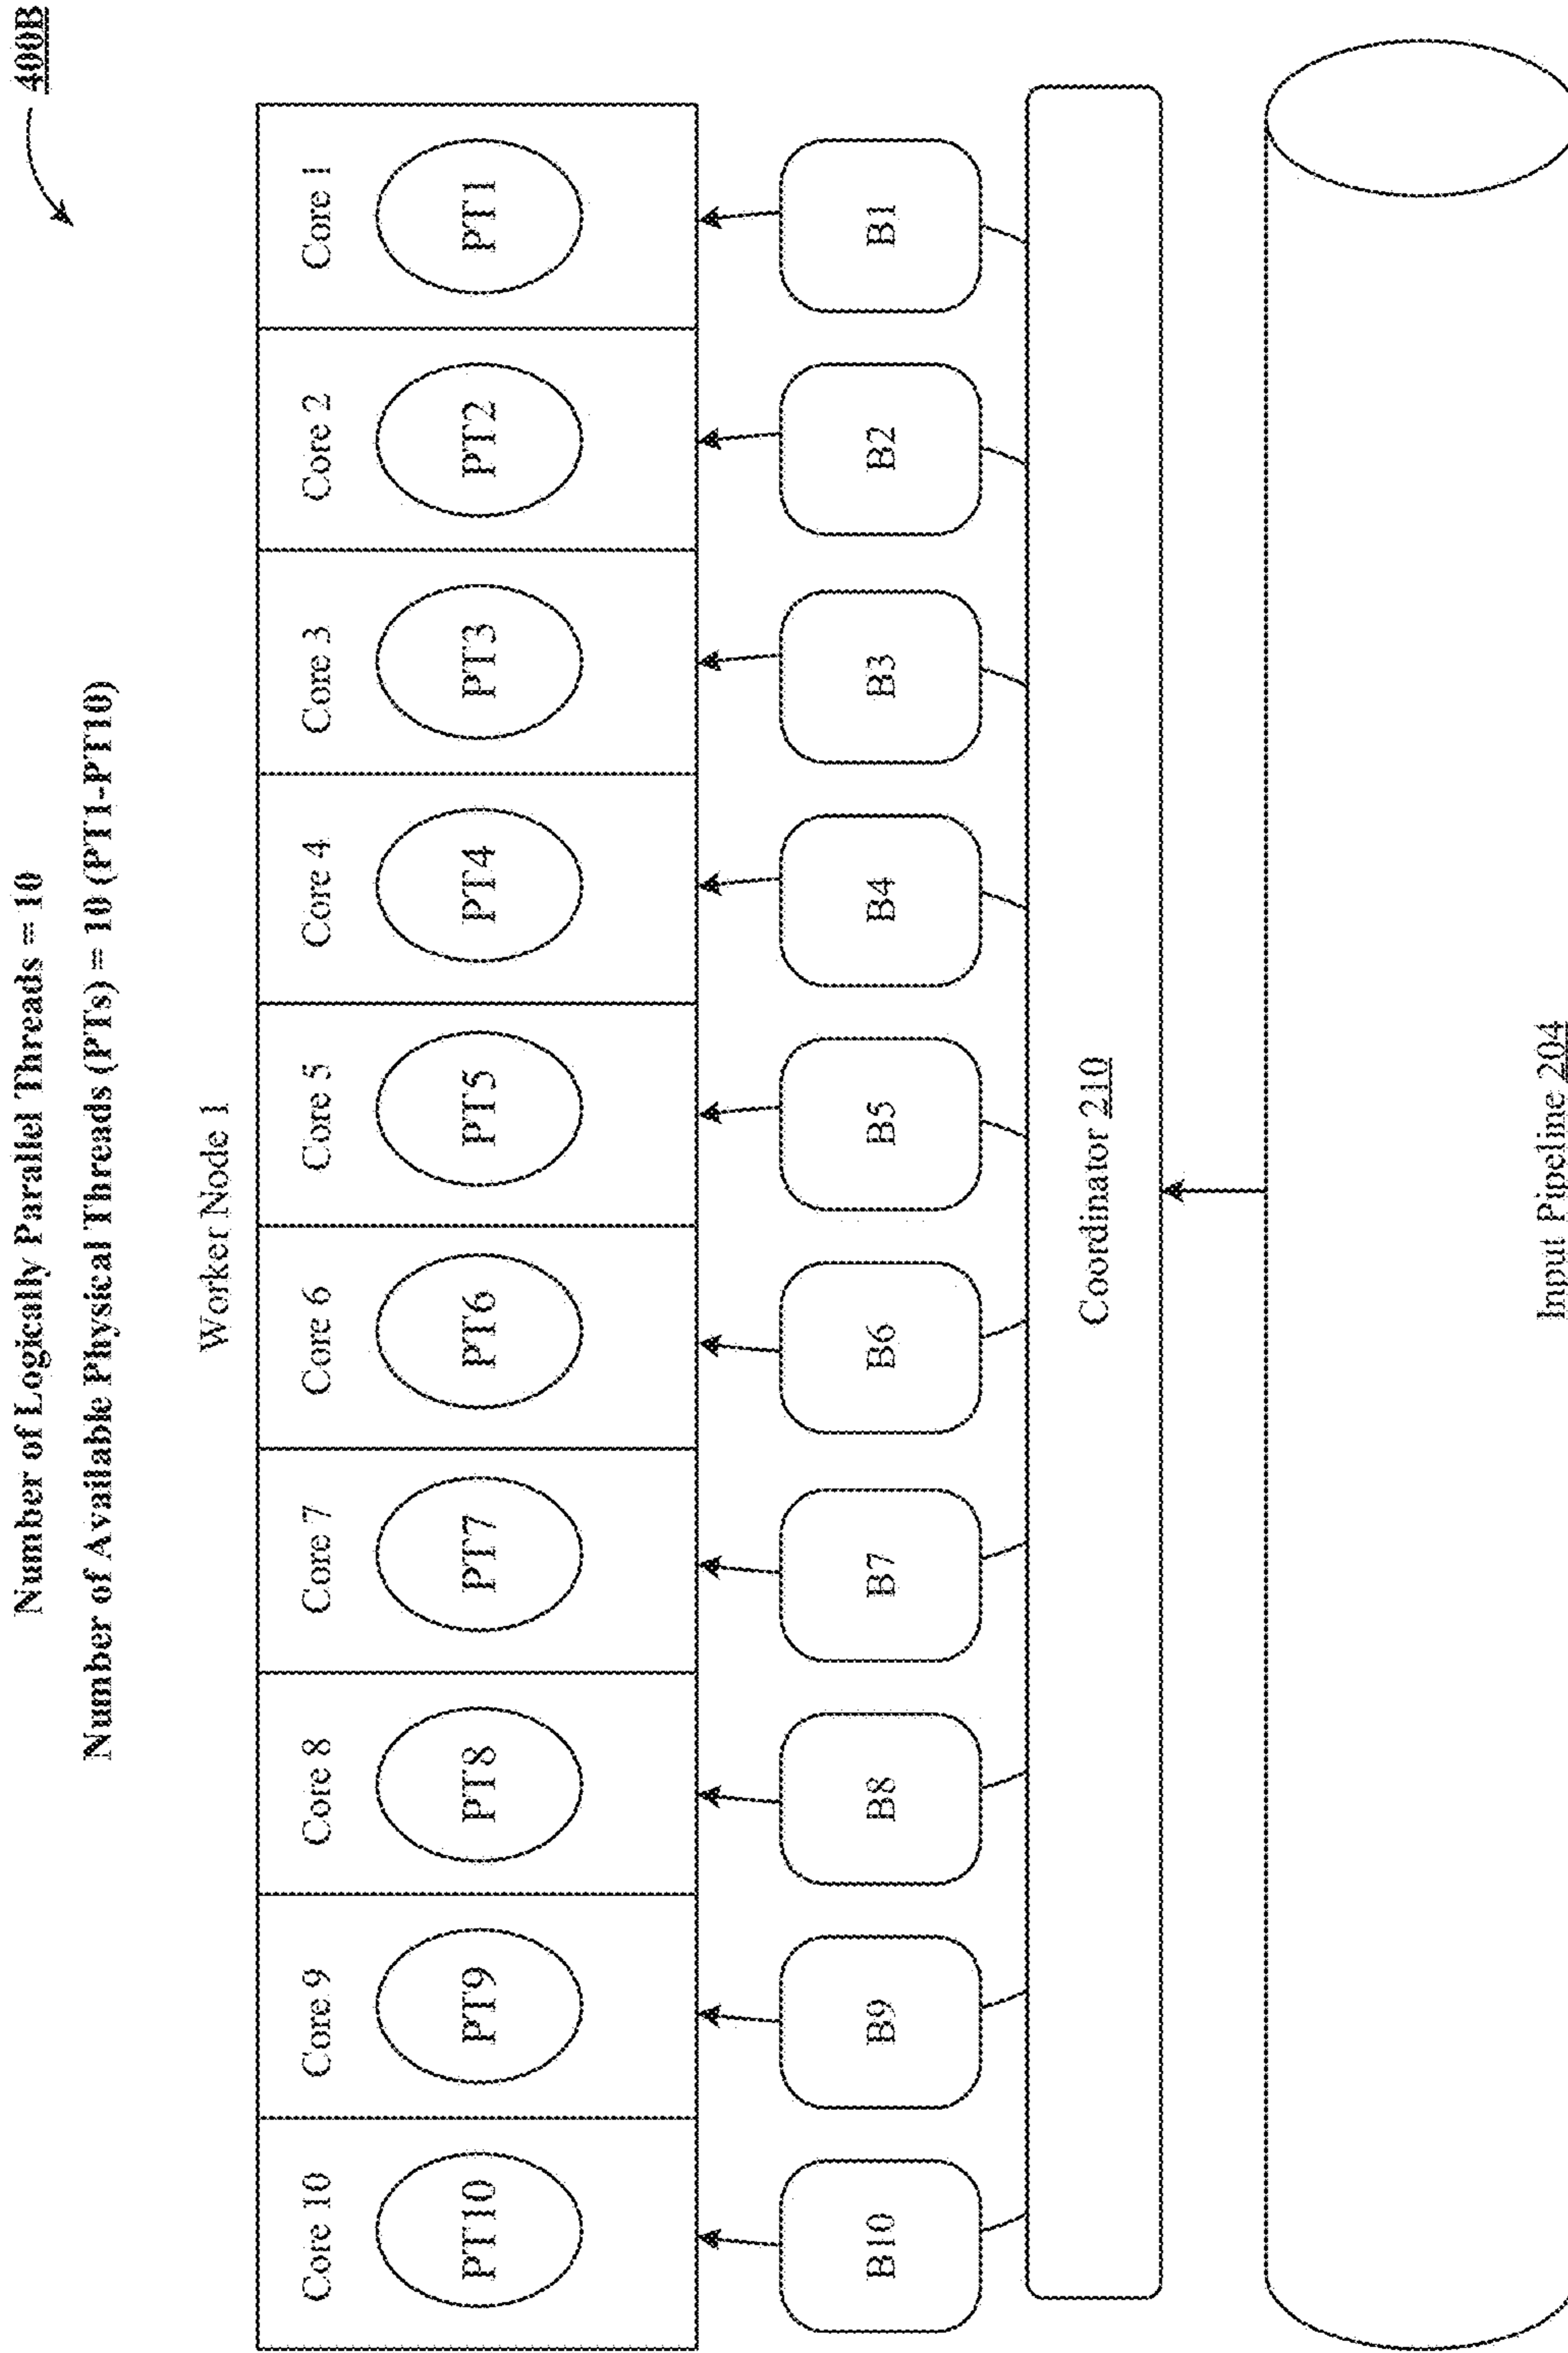 400B
Number of Logically Parallel Threads = 10
Number of Available Physical Threads (PTs) = 10 (PT1-PT10)
Worker Node 1
Core 10 Core 9 Core 8 Core 7 Core 6 Core 5 Core 4 Core 3 Core 2 Core 1
PT10 PT9 PT8 PT7 PT6 PT5 PT4 PT3 PT2 PT1
B10 B9 B8 B7 B6 B5 B4 B3 B2 B1
Coordinator 210
Input Pipeline 204